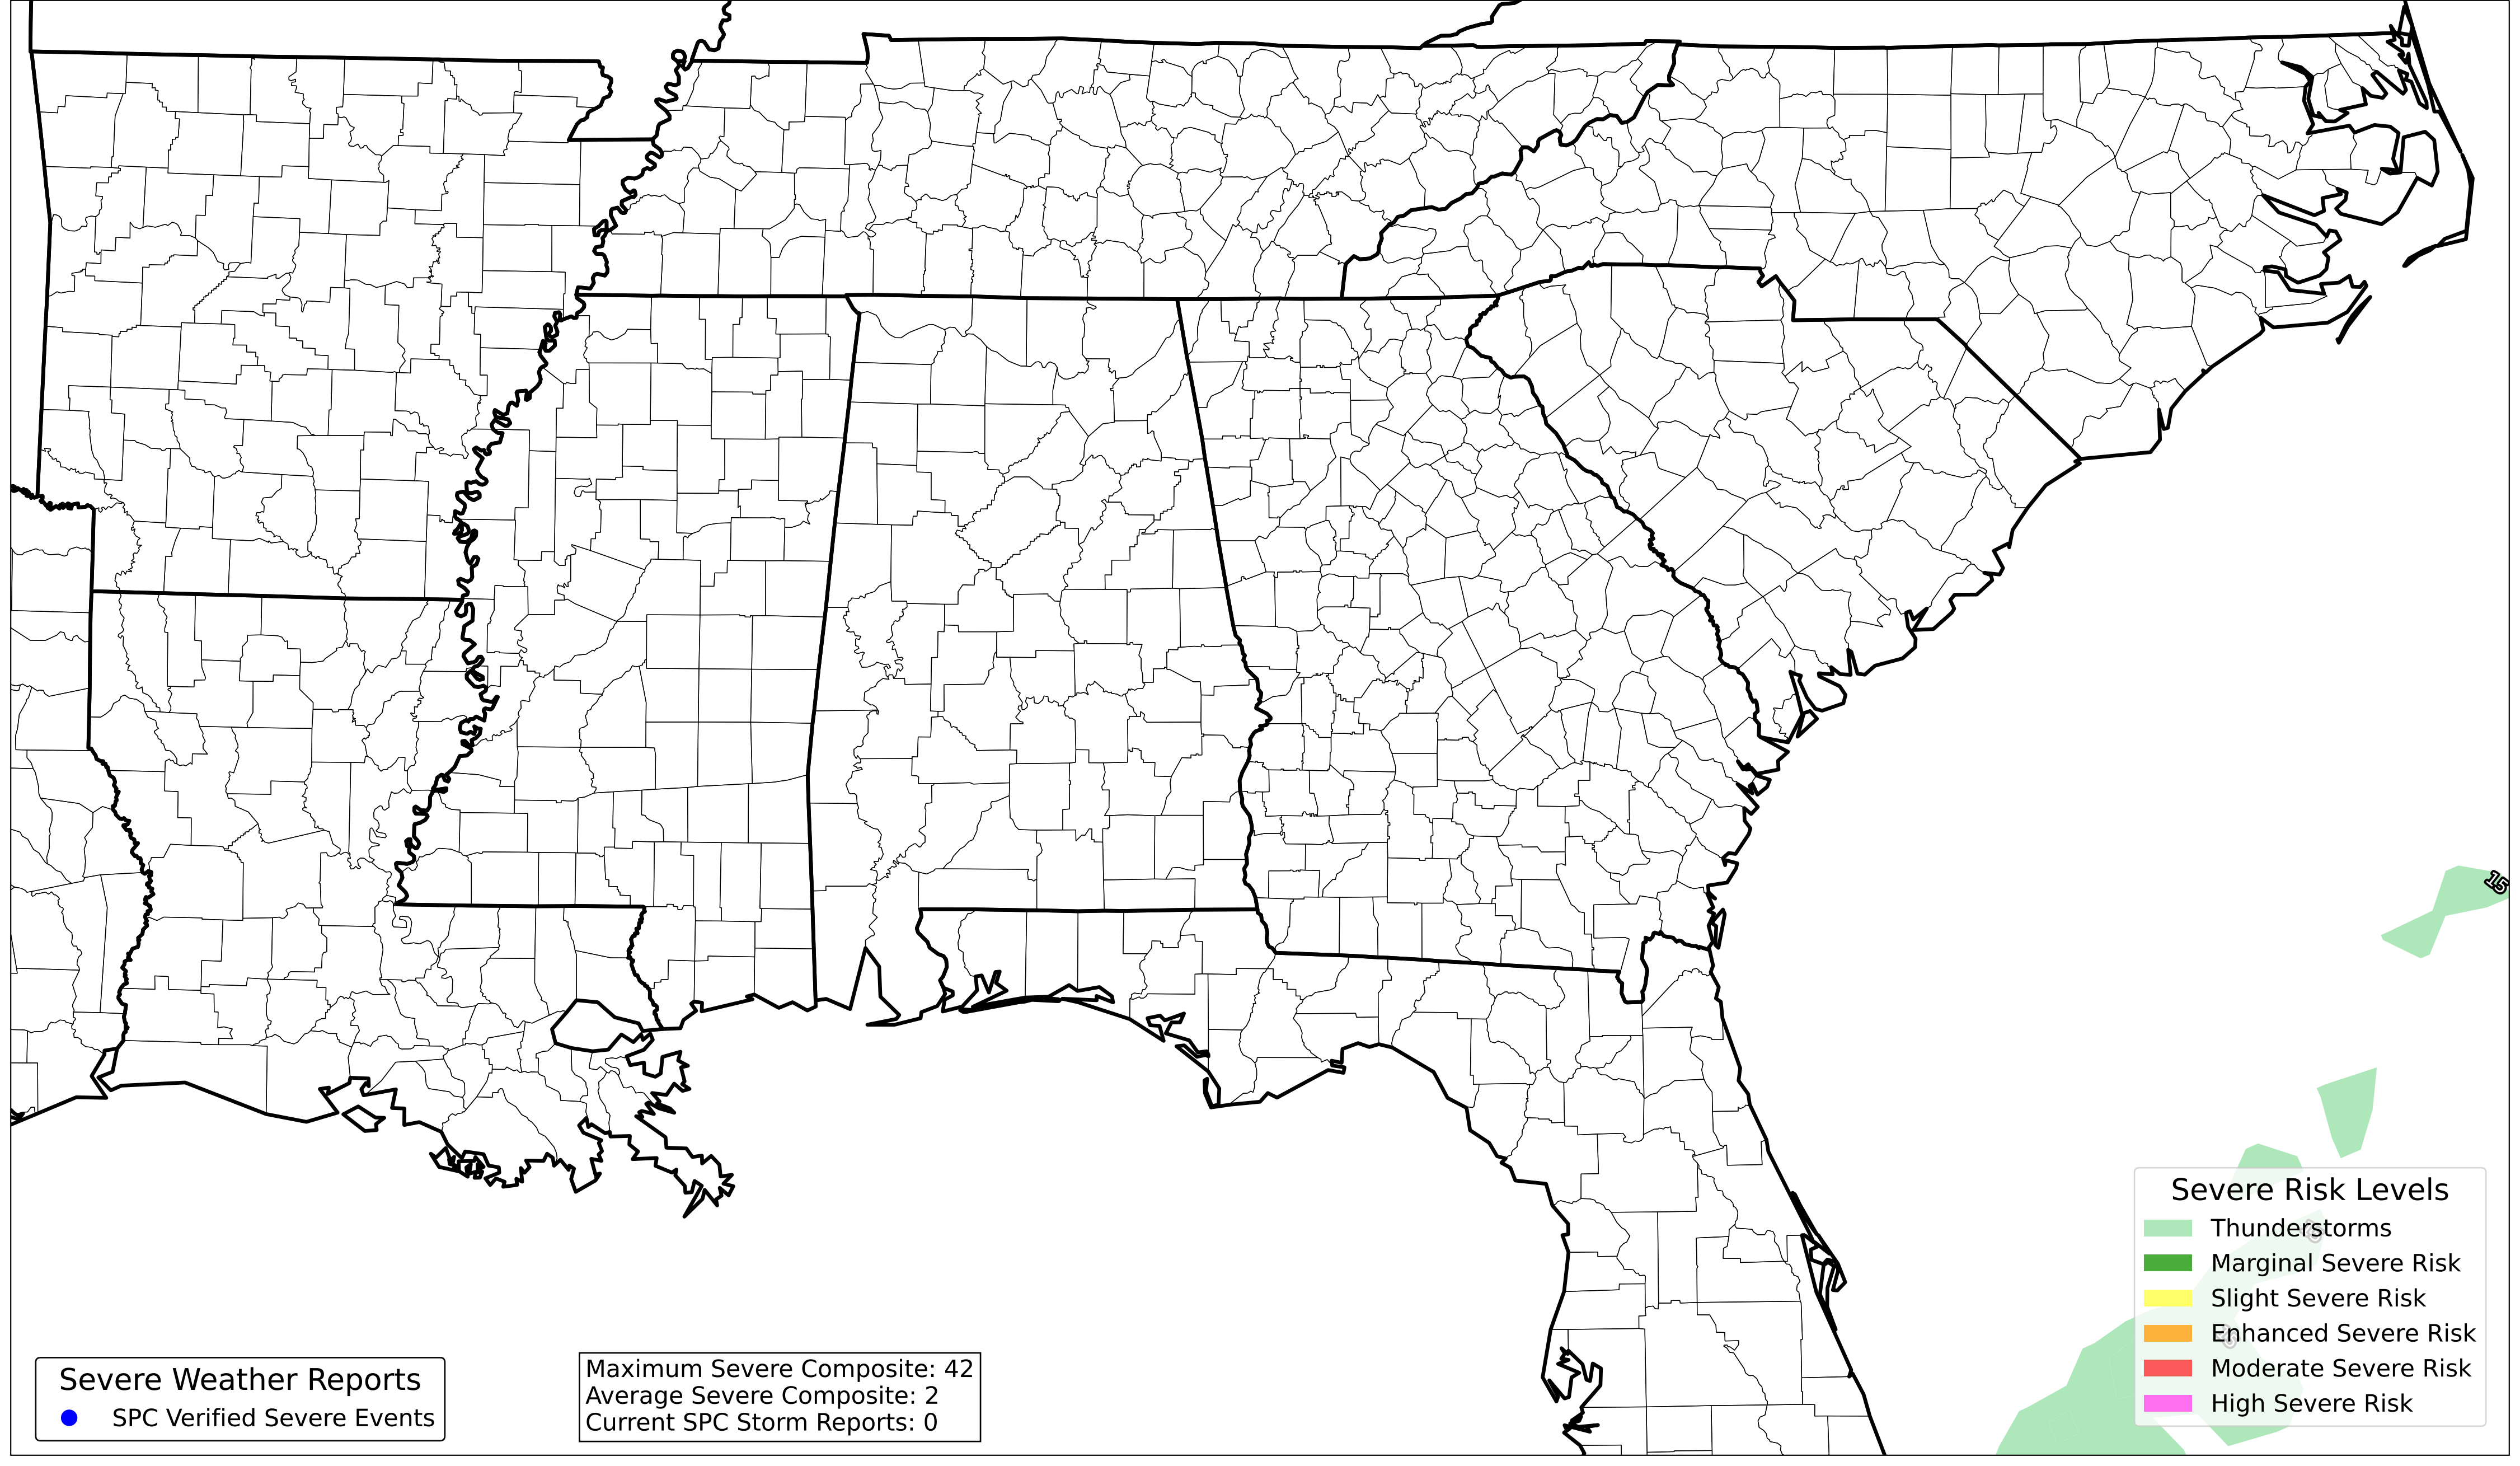 15
Severe Risk Levels
Thunderstorms
Marginal Severe Risk
Slight Severe Risk
Enhanced Severe Risk
Moderate Severe Risk
High Severe Risk
Severe Weather Reports
SPC Verified Severe Events
Maximum Severe Composite: 42
Average Severe Composite: 2
Current SPC Storm Reports: 0